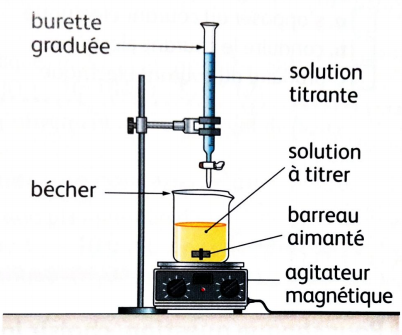 burette
graduée
solution
titrante
solution
à titrer
bécher
barreau
aimanté
agitateur
magnétique